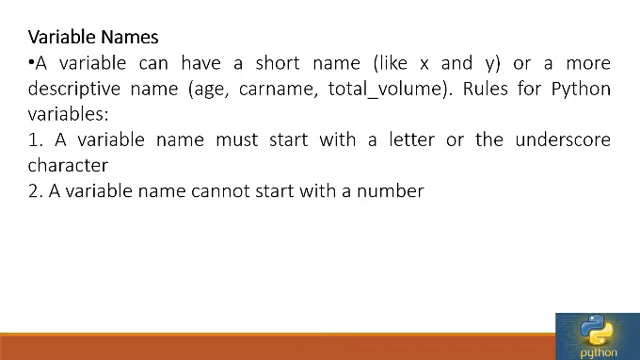 Variable Names
•A variable can have a short name (like x and y) or a more
descriptive name (age, carname, total_volume). Rules for Python
variables:
1. A variable name must start with a letter or the underscore
character
2. A variable name cannot start with a number
python